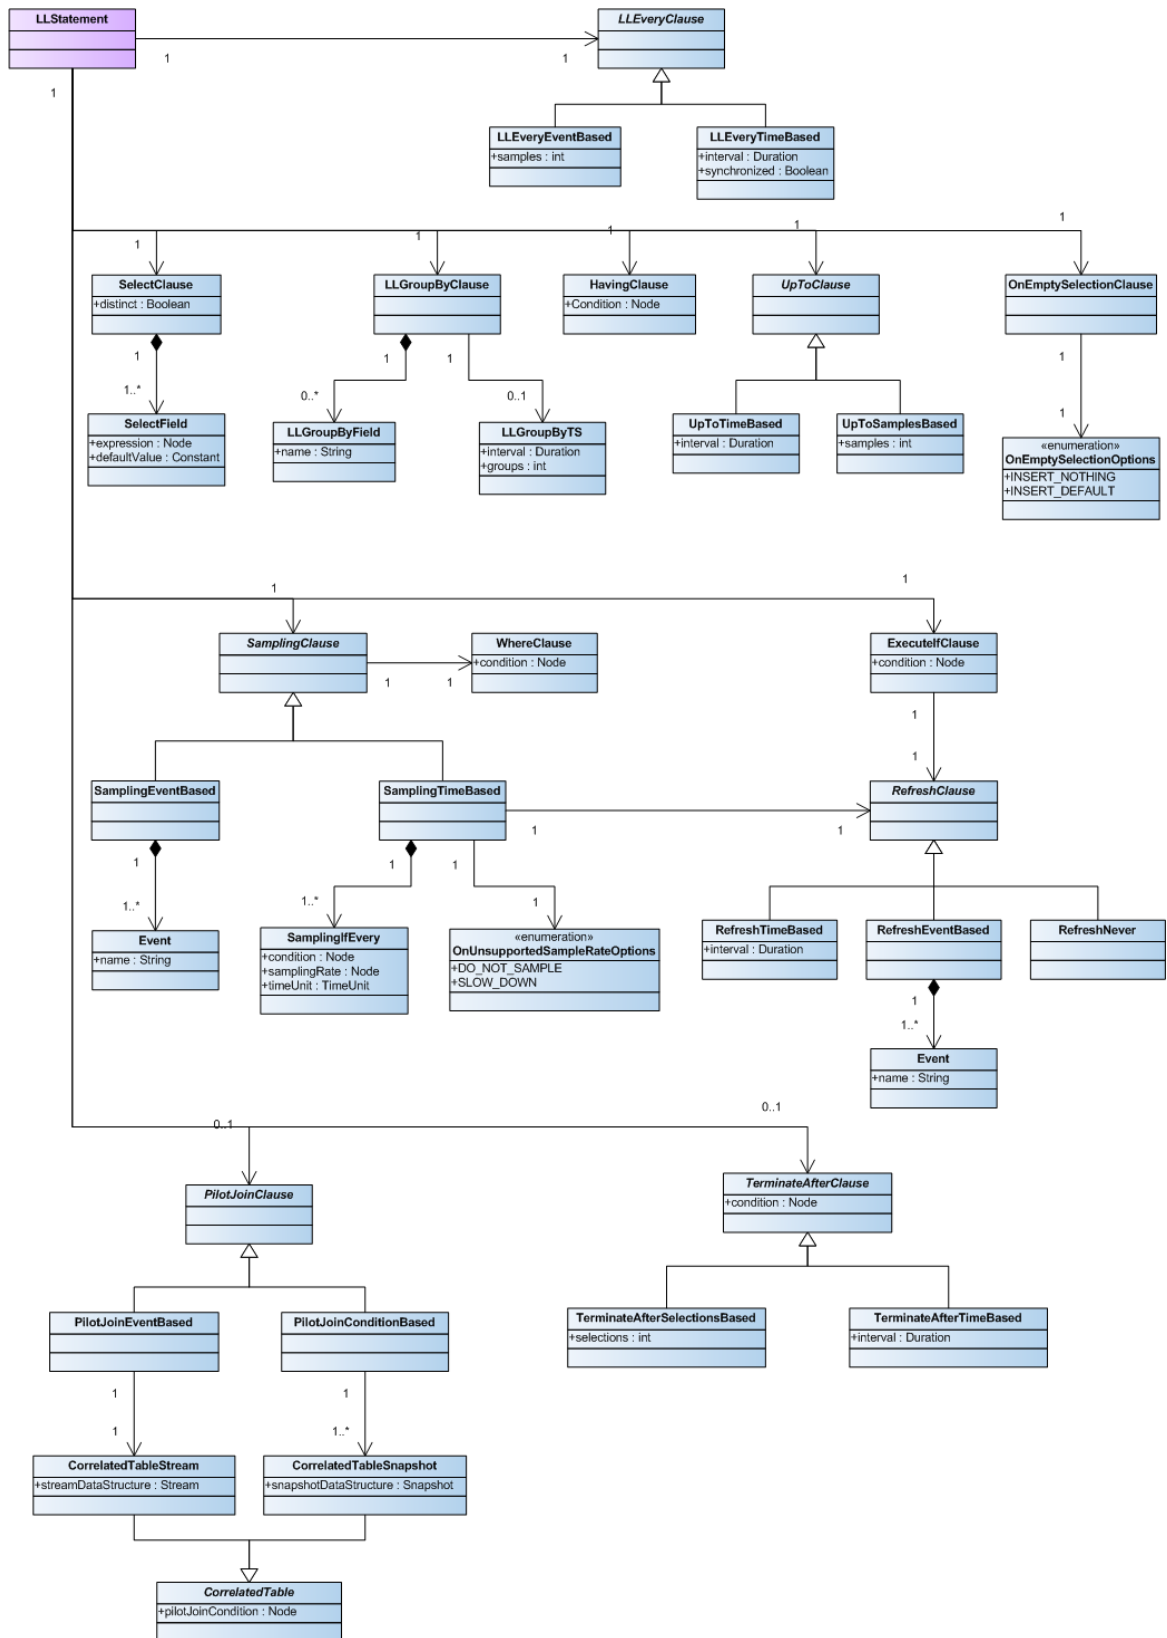 LLStatement
LLEveryClause
1
1
1
LLEveryEventBased
+samples : int
LLEveryTimeBased
+interval : Duration
+synchronized : Boolean
1
1
1
1
1
SelectClause
+distinct : Boolean
LLGroupByClause
HavingClause
+Condition : Node
UpToClause
OnEmptySelectionClause
1
1..*
1
0..*
1
0..1
1
1
SelectField
+expression : Node
+defaultValue : Constant
LLGroupByField
+name : String
LLGroupByTS
+interval : Duration
+groups : int
UpToTimeBased
+interval : Duration
UpToSamplesBased
+samples : int
«enumeration»
OnEmptySelectionOptions
+INSERT_NOTHING
+INSERT_DEFAULT
1
1
SamplingClause
WhereClause
+condition : Node
ExecuteIfClause
+condition : Node
1
1
1
1
SamplingEventBased
SamplingTimeBased
RefreshClause
1
1
1
1..*
1
1..*
1
1
Event
+name : String
SamplingIfEvery
+condition : Node
+samplingRate : Node
+timeUnit : TimeUnit
«enumeration»
OnUnsupportedSampleRateOptions
+DO_NOT_SAMPLE
+SLOW_DOWN
RefreshTimeBased
+interval : Duration
RefreshEventBased
RefreshNever
1
1..*
Event
+name : String
0..1
0..1
PilotJoinClause
TerminateAfterClause
+condition : Node
PilotJoinEventBased
PilotJoinConditionBased
TerminateAfterSelectionsBased
+selections : int
TerminateAfterTimeBased
+interval : Duration
1
1
1
1..*
CorrelatedTableStream
+streamDataStructure : Stream
CorrelatedTableSnapshot
+snapshotDataStructure : Snapshot
CorrelatedTable
+pilotJoinCondition : Node